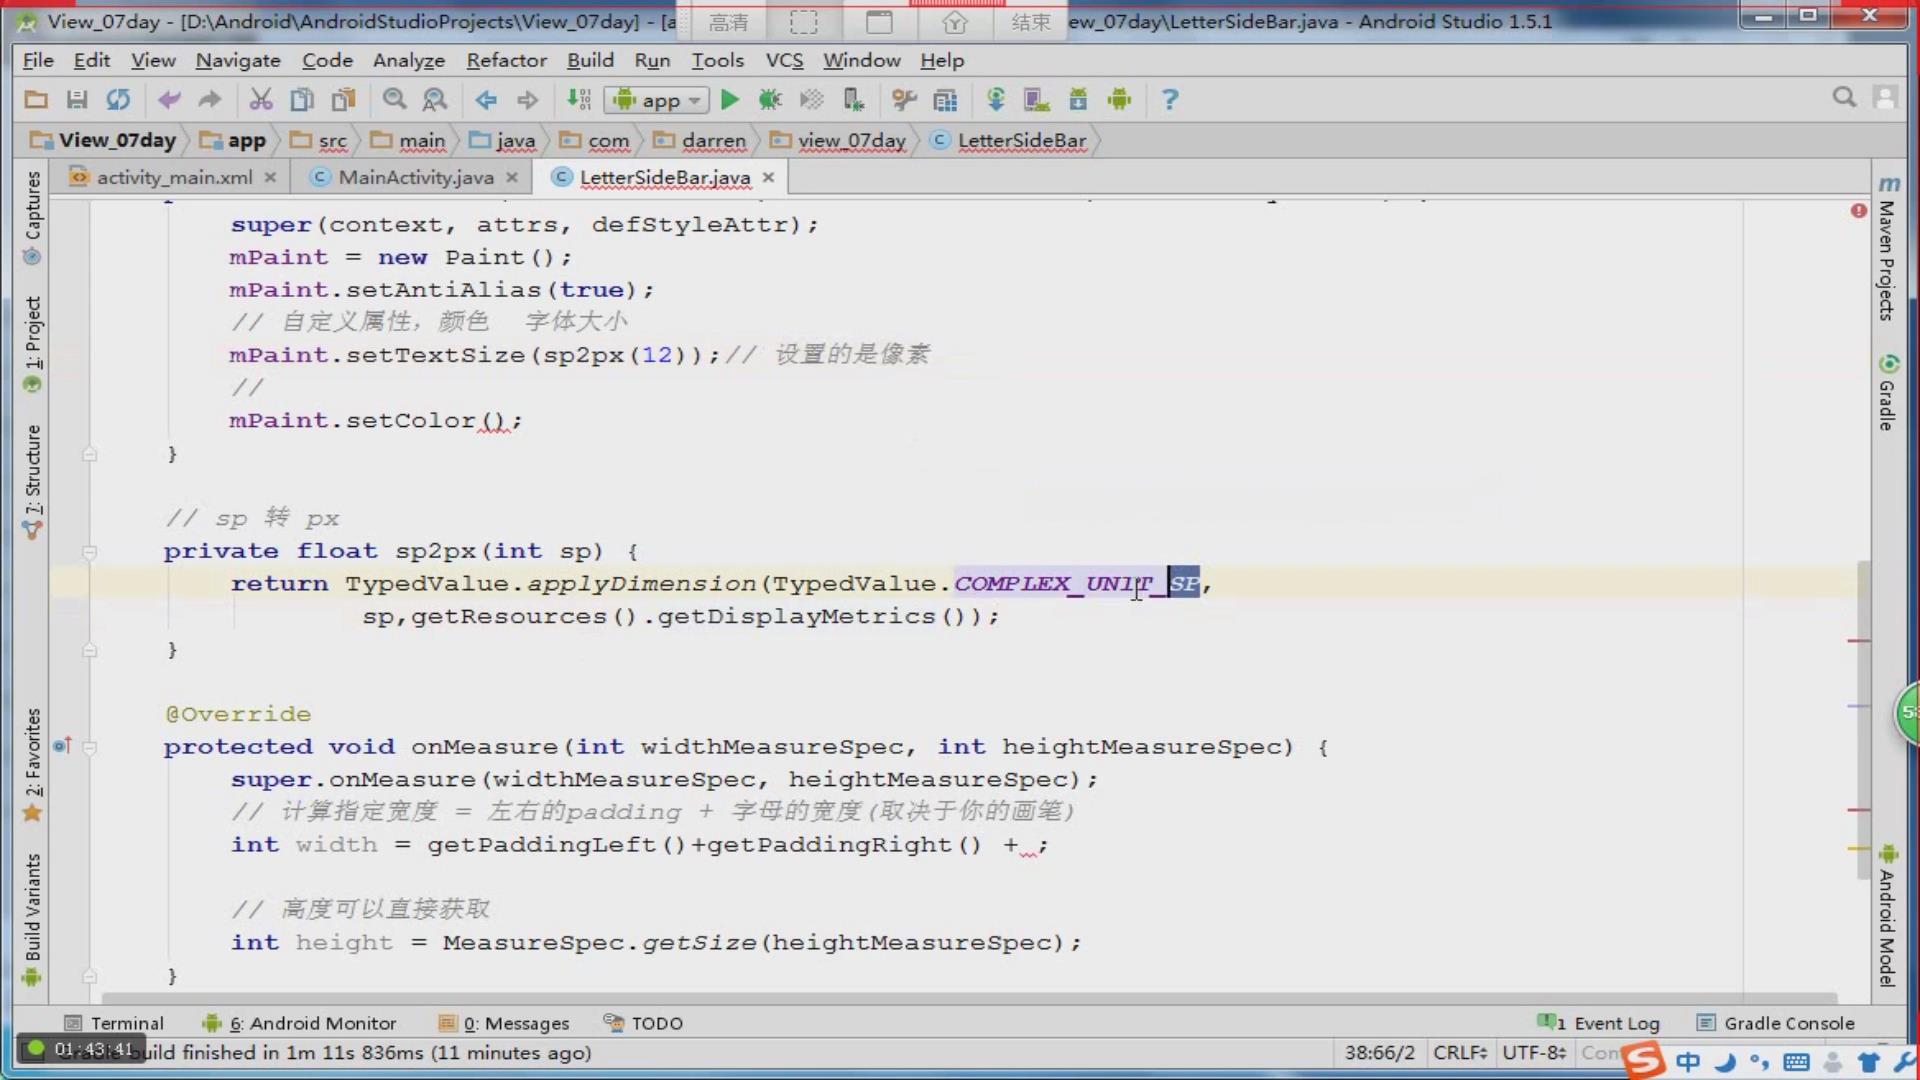 View_07day - [D:\Android\AndroidStudioProjects\View_07day] - [a
高清
结束
ew_07day\LetterSideBar.java - Android Studio 1.5.1
File Edit View Navigate Code Analyze Refactor Build Run Tools VCS Window Help
app
View_07day app src main java com darren view_07day LetterSideBar
activity_main.xml MainActivity.java LetterSideBar.java
Captures
1: Project
7: Structure
2: Favorites
Build Variants
super(context, attrs, defStyleAttr);
mPaint = new Paint();
mPaint.setAntiAlias(true);
// 自定义属性，颜色 字体大小
mPaint.setTextSize(sp2px(12));// 设置的是像素
//
mPaint.setColor();
}
// sp 转 px
private float sp2px(int sp) {
return TypedValue.applyDimension(TypedValue.COMPLEX_UNIT_SP,
sp,getResources().getDisplayMetrics());
}
@Override
protected void onMeasure(int widthMeasureSpec, int heightMeasureSpec) {
super.onMeasure(widthMeasureSpec, heightMeasureSpec);
// 计算指定宽度 = 左右的padding + 字母的宽度(取决于你的画笔)
int width = getPaddingLeft()+getPaddingRight() + ;
// 高度可以直接获取
int height = MeasureSpec.getSize(heightMeasureSpec);
}
m
Maven Projects
Gradle
Android Model
Terminal 6: Android Monitor 0: Messages TODO
1 Event Log Gradle Console
01:43:41
build finished in 1m 11s 836ms (11 minutes ago)
38:66/2 CRLF UTF-8
S 中